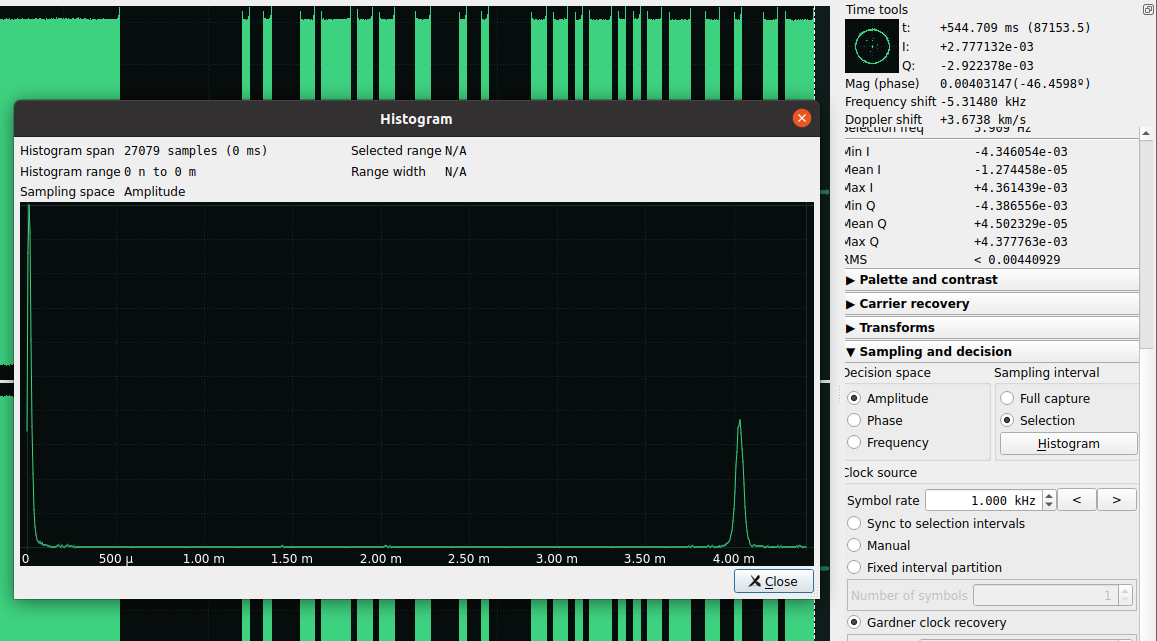 Time tools
t: +544.709 ms (87153.5)
I: +2.777132e-03
Q: -2.922378e-03
Mag (phase) 0.00403147(-46.4598º)
Frequency shift -5.31480 kHz
Doppler shift +3.6738 km/s
Selection freq 5.909 Hz
Min I -4.346054e-03
Mean I -1.274458e-05
Max I +4.361439e-03
Min Q -4.386556e-03
Mean Q +4.502329e-05
Max Q +4.377763e-03
RMS < 0.00440929
Palette and contrast
Carrier recovery
Transforms
Sampling and decision
Decision space Sampling interval
Amplitude Full capture
Phase Selection
Frequency Histogram
Clock source
Symbol rate 1.000 kHz < >
Sync to selection intervals
Manual
Fixed interval partition
Number of symbols 1
Gardner clock recovery
Histogram
Histogram span 27079 samples (0 ms) Selected range N/A
Histogram range 0 n to 0 m Range width N/A
Sampling space Amplitude
0 500 µ 1.00 m 1.50 m 2.00 m 2.50 m 3.00 m 3.50 m 4.00 m
Close